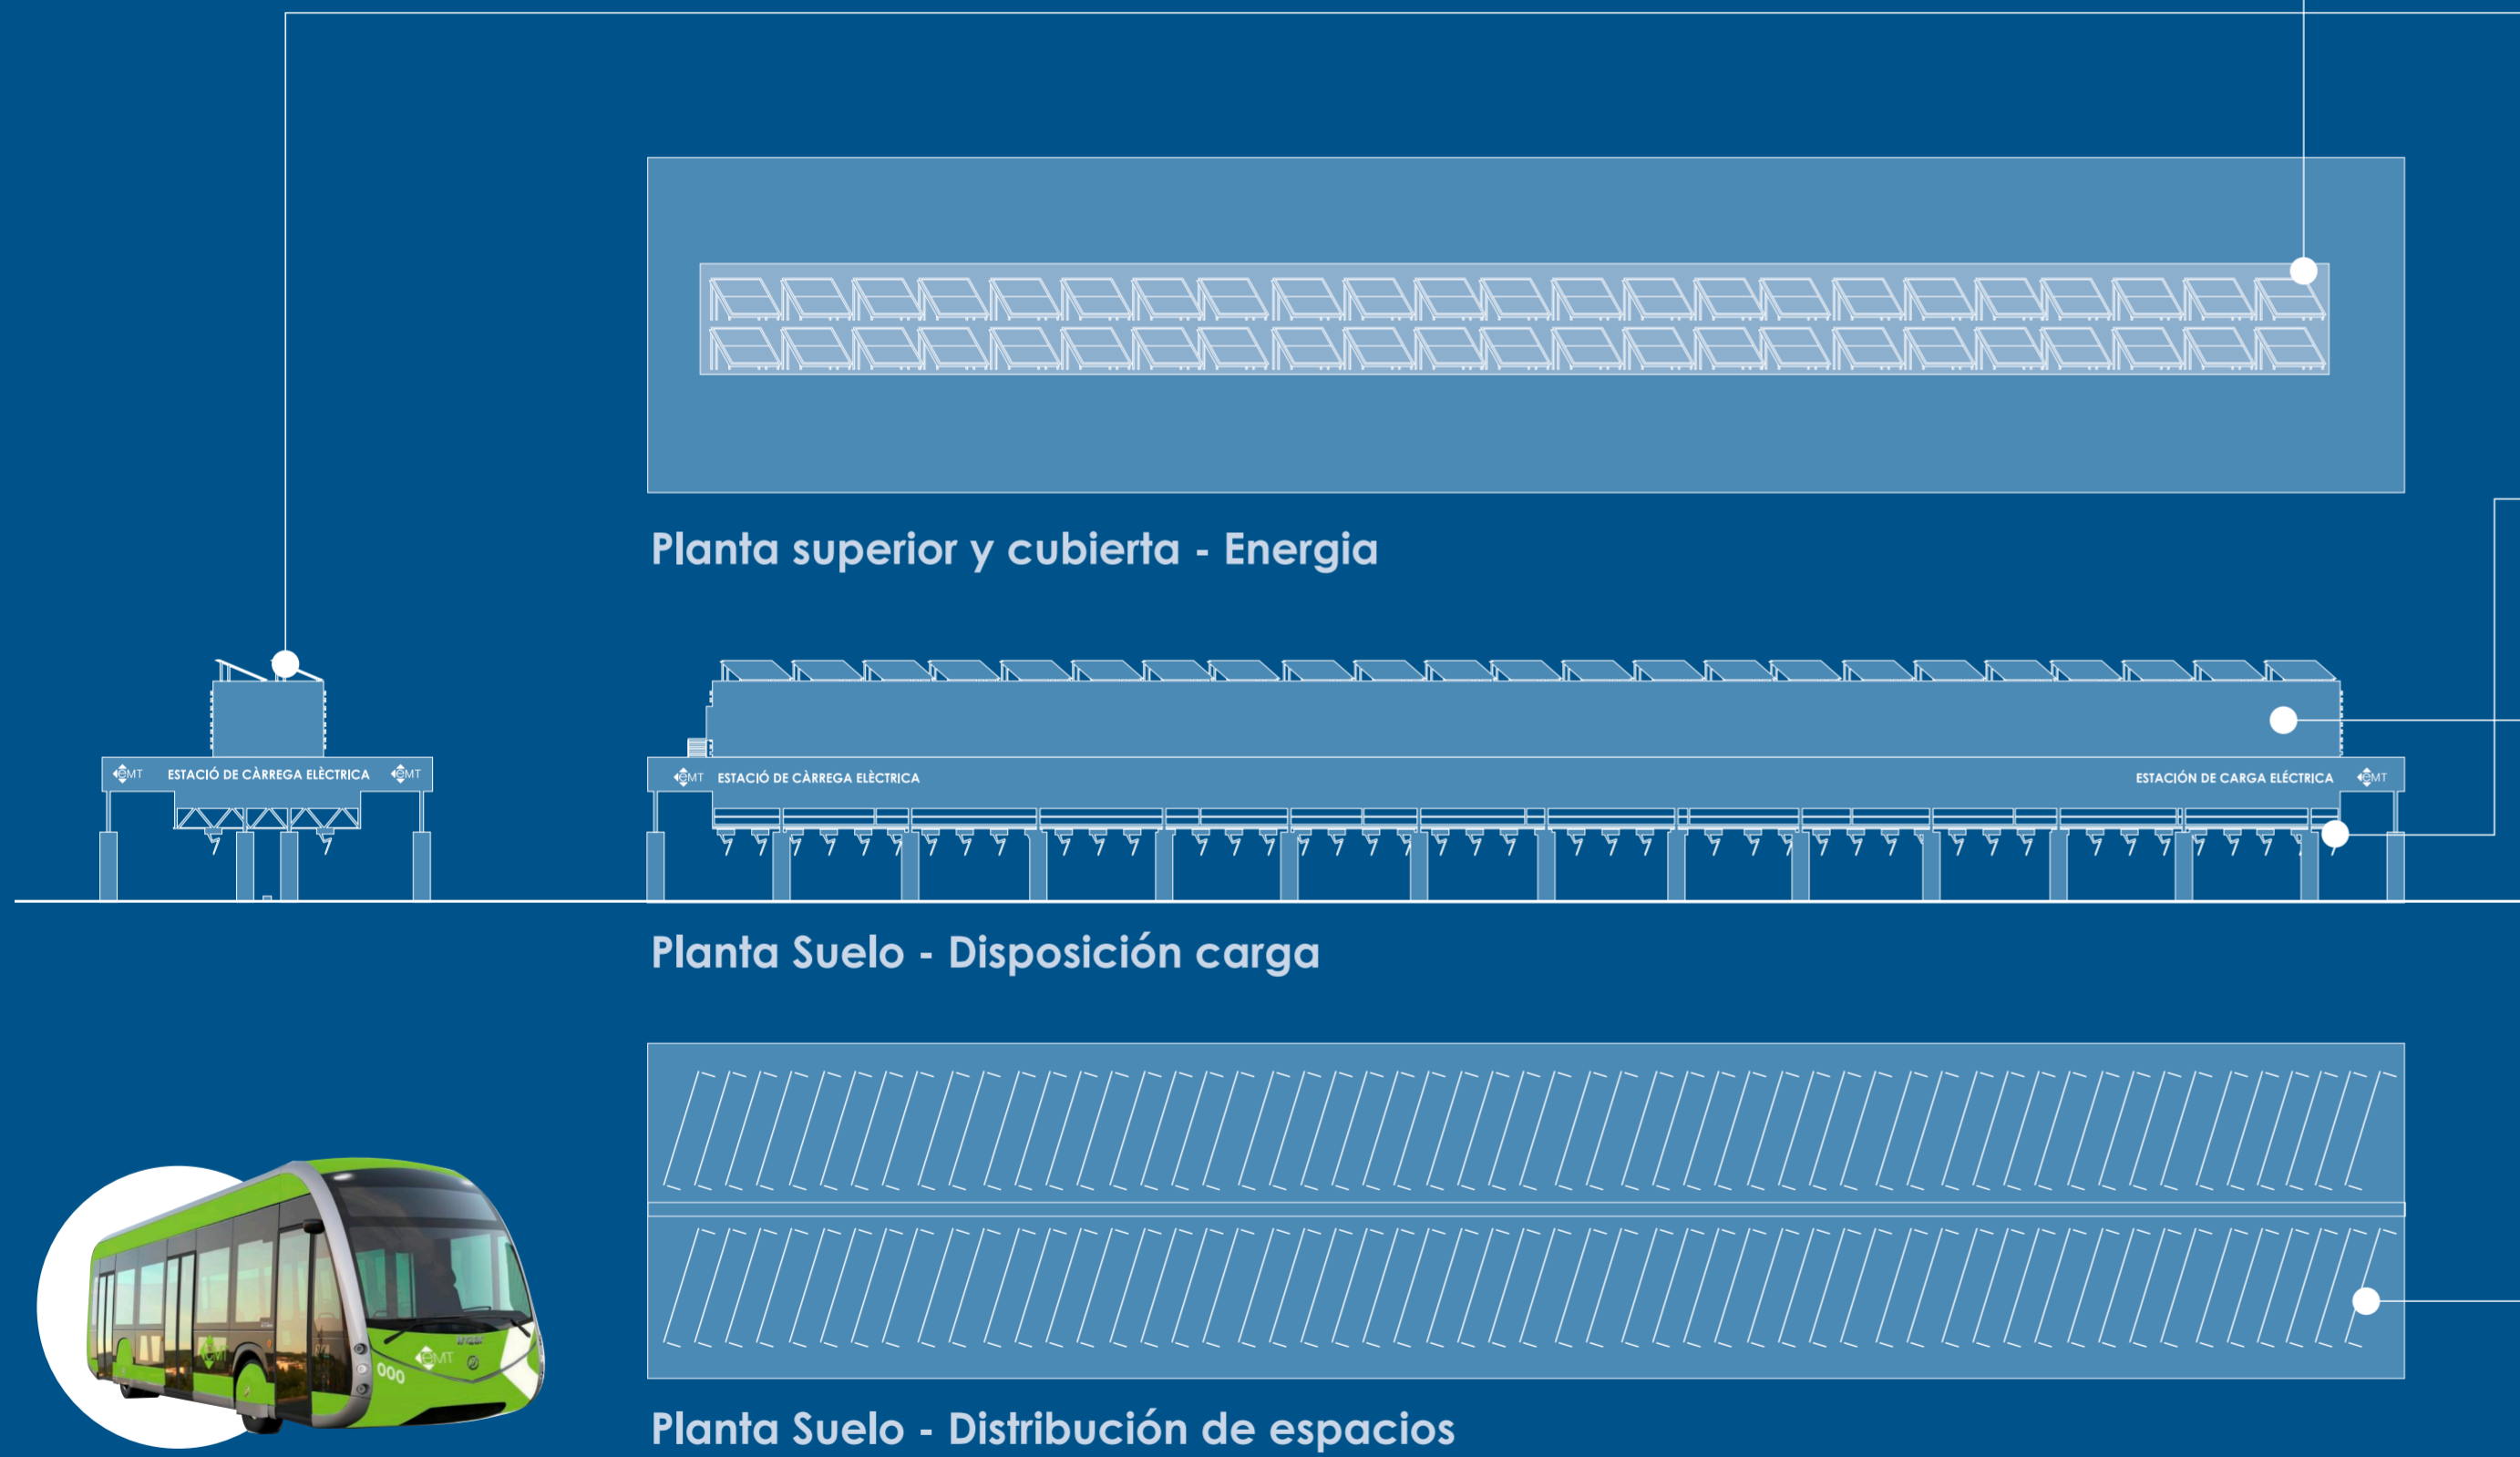 Planta superior y cubierta - Energia
eMT ESTACIÓ DE CÀRREGA ELÈCTRICA eMT
eMT ESTACIÓ DE CÀRREGA ELÈCTRICA
ESTACIÓN DE CARGA ELÉCTRICA eMT
Planta Suelo - Disposición carga
eMT
000
eMT
Planta Suelo - Distribución de espacios